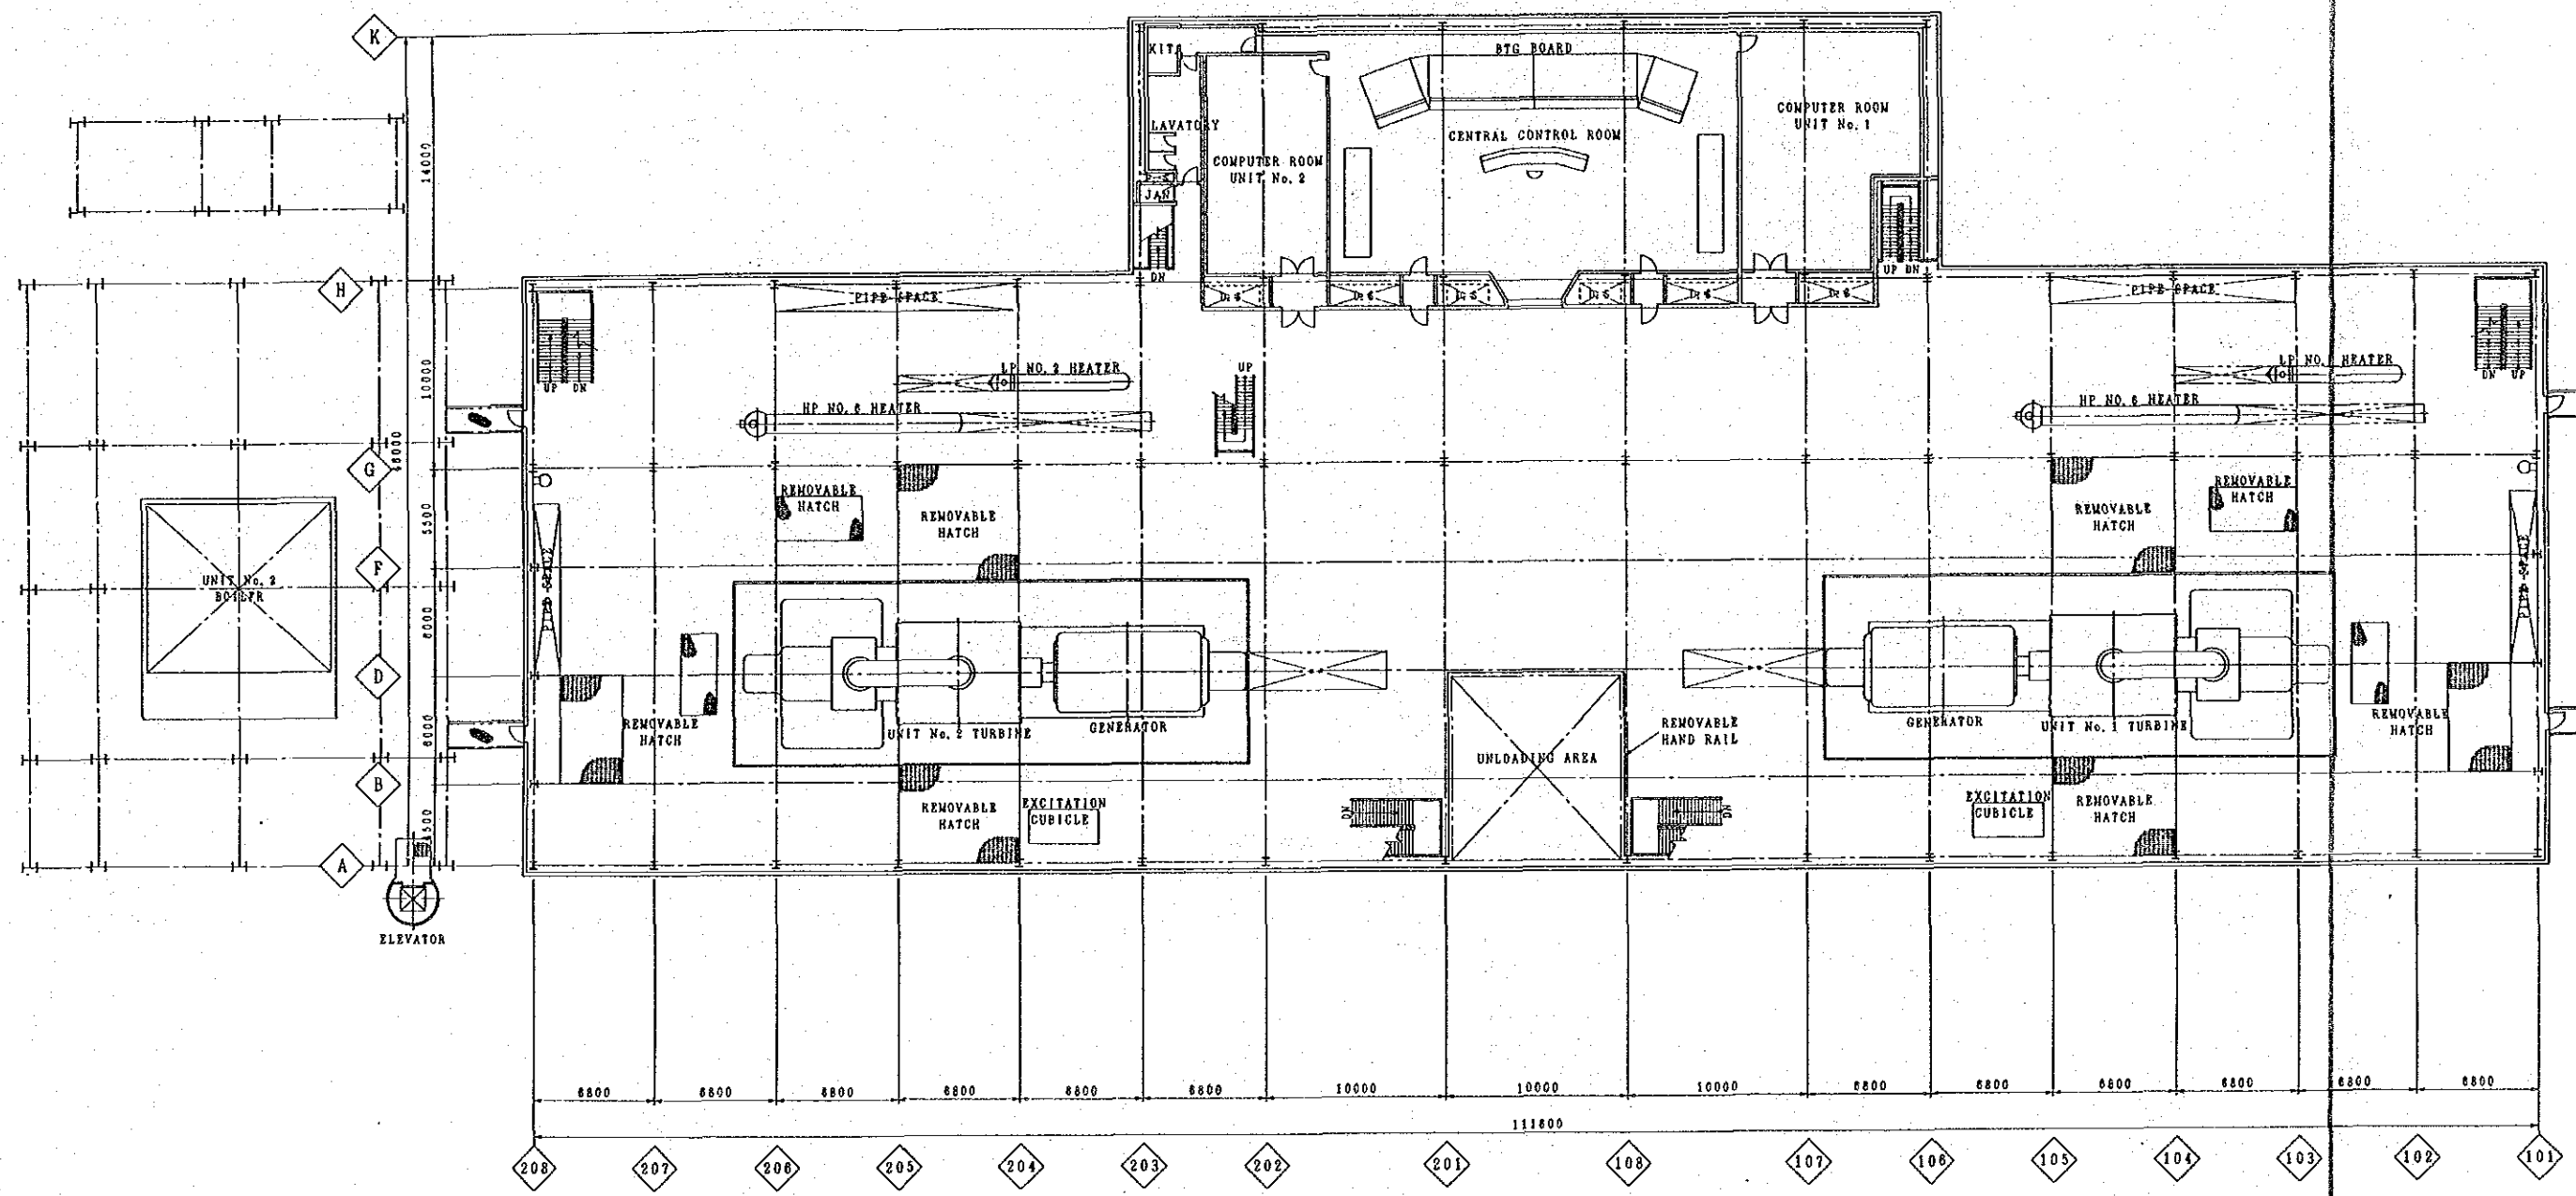 K
KIT
BTG BOARD
COMPUTER ROOM
UNIT No. 1
LAVATORY
CENTRAL CONTROL ROOM
COMPUTER ROOM
UNIT No. 2
14000
JAN
DN
UP DN
H
PIPE SPACE
D.S
D.S
D.S
D.S
D.S
D.S
PIPE SPACE
10000
UP DN
LP NO. 2 HEATER
UP
LP NO. HEATER
DN UP
HP NO. 6 HEATER
HP NO. 6 HEATER
G
REMOVABLE
HATCH
REMOVABLE
HATCH
REMOVABLE
HATCH
REMOVABLE
HATCH
5500
F
UNIT No. 2
BOILER
6000
D
REMOVABLE
HATCH
UNIT No. 2 TURBINE
GENERATOR
REMOVABLE
HAND RAIL
GENERATOR
UNIT No. 1 TURBINE
REMOVABLE
HATCH
6000
UNLOADING AREA
B
REMOVABLE
HATCH
EXCITATION
CUBICLE
DN
DN
EXCITATION
CUBICLE
REMOVABLE
HATCH
A
ELEVATOR
6800 6800 6800 6800 6800 6800 10000 10000 10000 6800 6800 6800 6800 6800 6800
111600
208 207 206 205 204 203 202 201 108 107 106 105 104 103 102 101